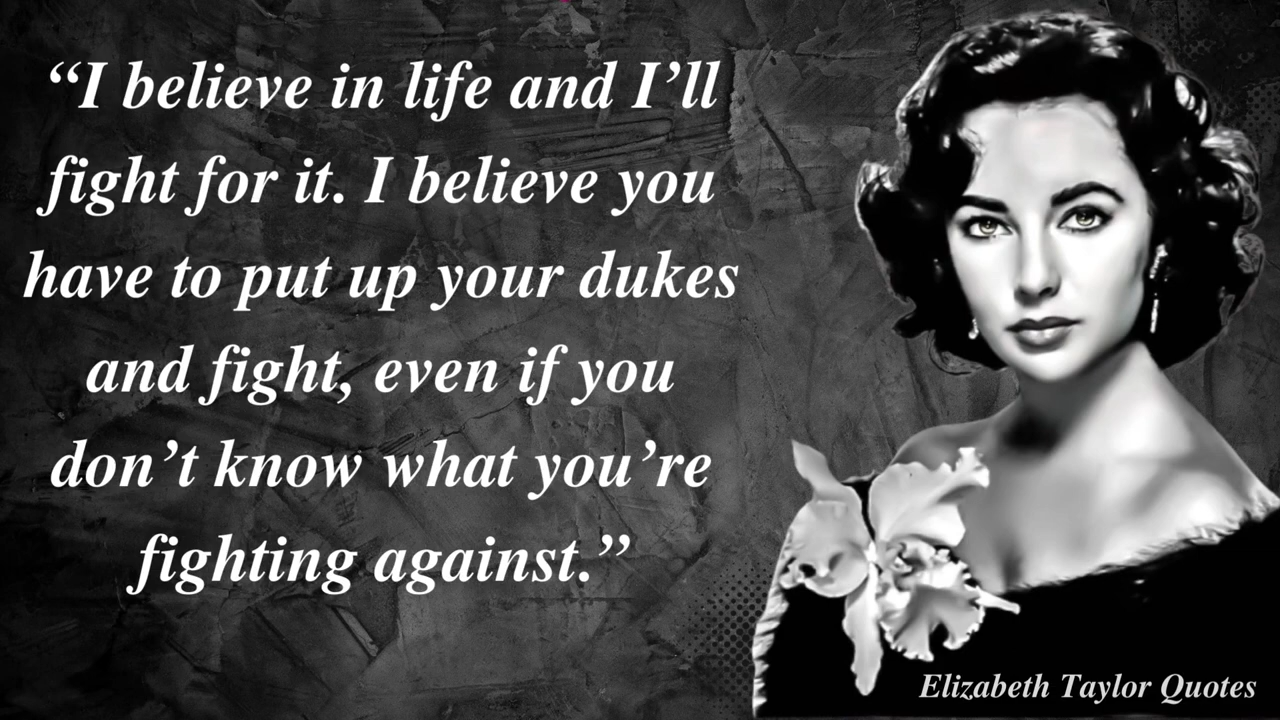 “I believe in life and I’ll
fight for it. I believe you
have to put up your dukes
and fight, even if you
don’t know what you’re
fighting against.”
Elizabeth Taylor Quotes